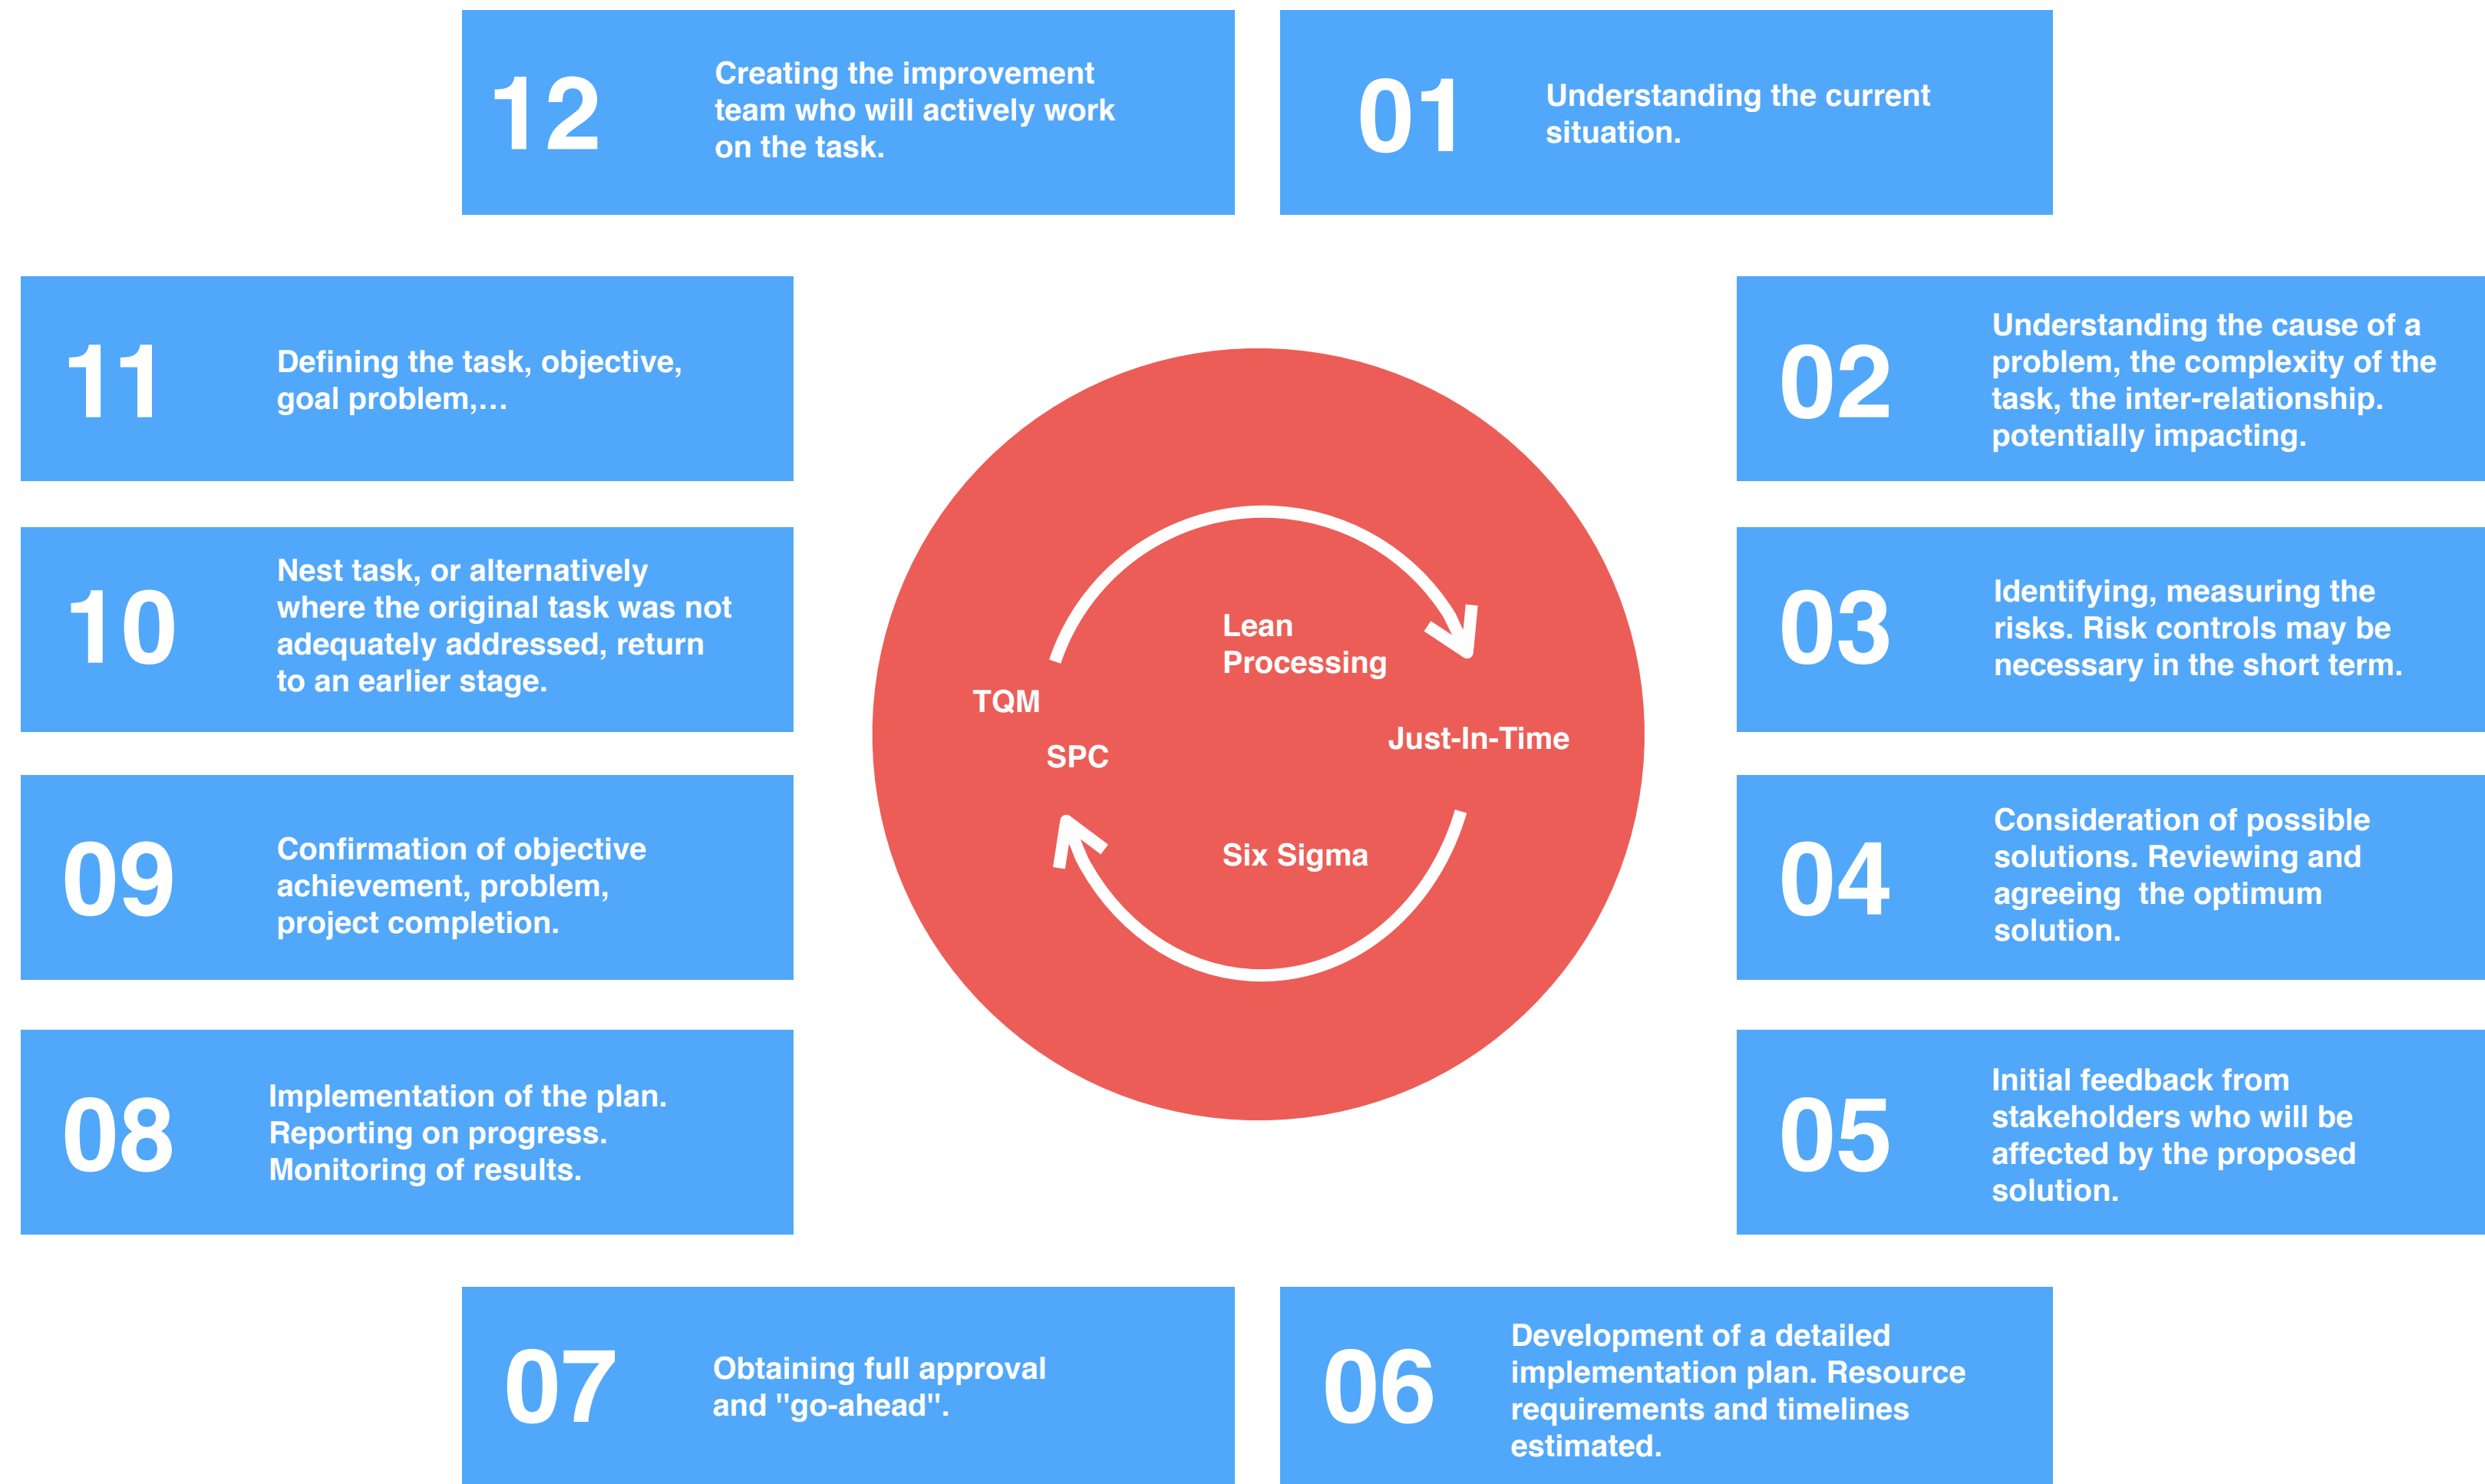 12
Creating the improvement
team who will actively work
on the task.
01
Understanding the current
situation.
11
Defining the task, objective,
goal problem,…
02
Understanding the cause of a
problem, the complexity of the
task, the inter-relationship.
potentially impacting.
10
Nest task, or alternatively
where the original task was not
adequately addressed, return
to an earlier stage.
03
Identifying, measuring the
risks. Risk controls may be
necessary in the short term.
Lean
Processing
TQM
SPC
Just-In-Time
Six Sigma
09
Confirmation of objective
achievement, problem,
project completion.
04
Consideration of possible
solutions. Reviewing and
agreeing  the optimum
solution.
08
Implementation of the plan.
Reporting on progress.
Monitoring of results.
05
Initial feedback from
stakeholders who will be
affected by the proposed
solution.
07
Obtaining full approval
and "go-ahead".
06
Development of a detailed
implementation plan. Resource
requirements and timelines
estimated.